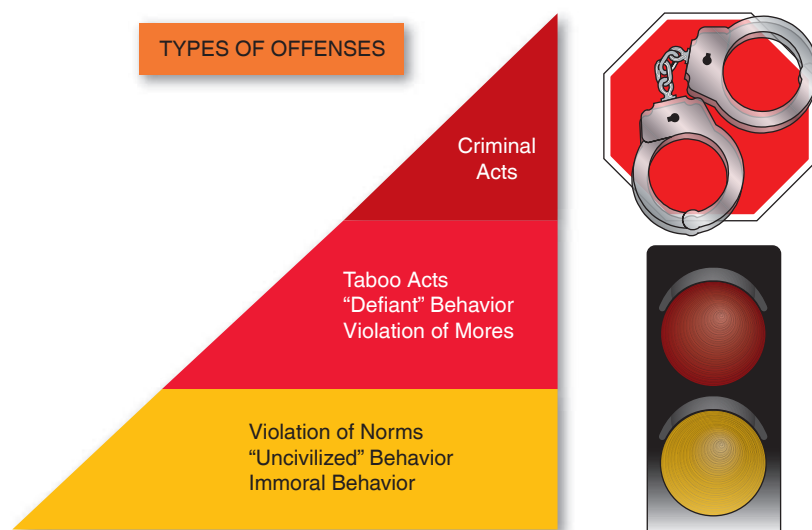 TYPES OF OFFENSES
Criminal
Acts
Taboo Acts
“Defiant” Behavior
Violation of Mores
Violation of Norms
“Uncivilized” Behavior
Immoral Behavior